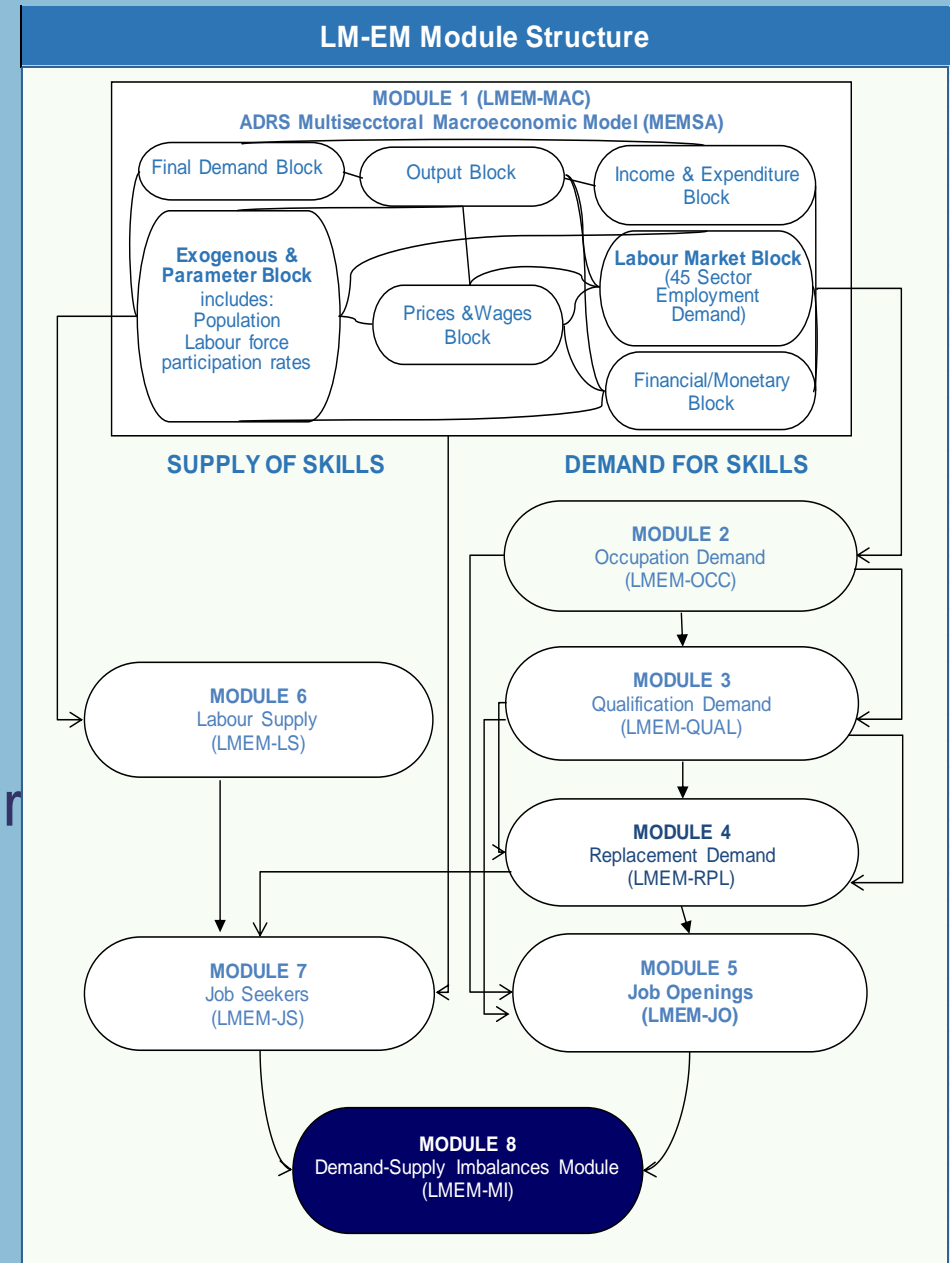 LM-EM Module Structure
MODULE 1 (LMEM-MAC)
ADRS Multisecctoral Macroeconomic Model (MEMSA)
Final Demand Block
Output Block
Income & Expenditure
Block
Exogenous &
Parameter Block
includes:
Population
Labour force
participation rates
Prices &Wages
Block
Labour Market Block
(45 Sector
Employment
Demand)
Financial/Monetary
Block
SUPPLY OF SKILLS
DEMAND FOR SKILLS
MODULE 2
Occupation Demand
(LMEM-OCC)
MODULE 3
Qualification Demand
(LMEM-QUAL)
MODULE 6
Labour Supply
(LMEM-LS)
r
MODULE 4
Replacement Demand
(LMEM-RPL)
MODULE 7
Job Seekers
(LMEM-JS)
MODULE 5
Job Openings
(LMEM-JO)
MODULE 8
Demand-Supply Imbalances Module
(LMEM-MI)